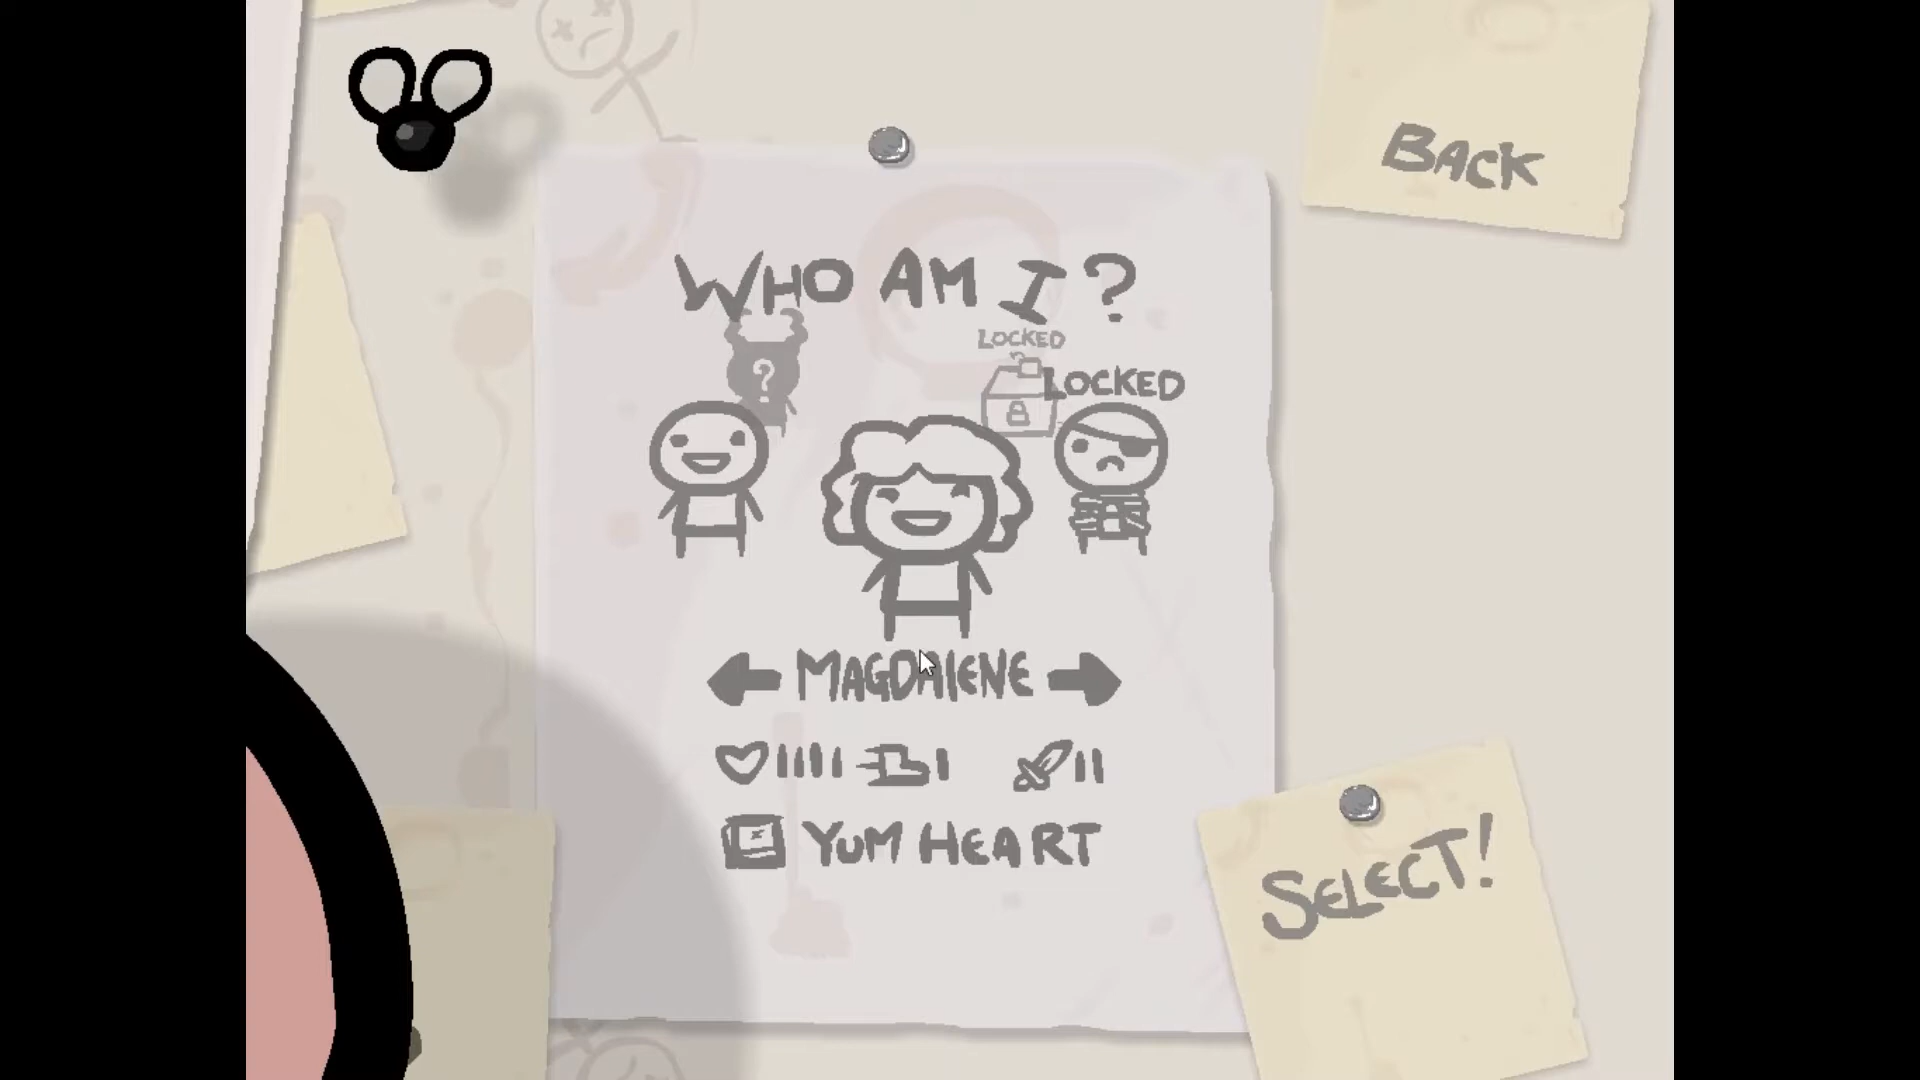 BACK
WHO AM I?
LOCKED
?
LOCKED
MAGDALENE
YUM HEART
SELECT!